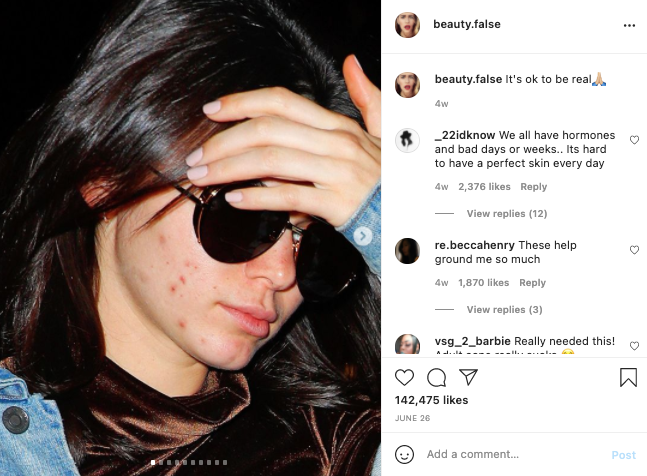 beauty.false
beauty.false It's ok to be real🙏🏼
4w
_22idknow We all have hormones
and bad days or weeks.. Its hard
to have a perfect skin every day
4w 2,376 likes Reply
View replies (12)
re.beccahenry These help
ground me so much
4w 1,870 likes Reply
View replies (3)
vsg_2_barbie Really needed this!
Adult acne really sucks
142,475 likes
JUNE 26
Add a comment...
Post